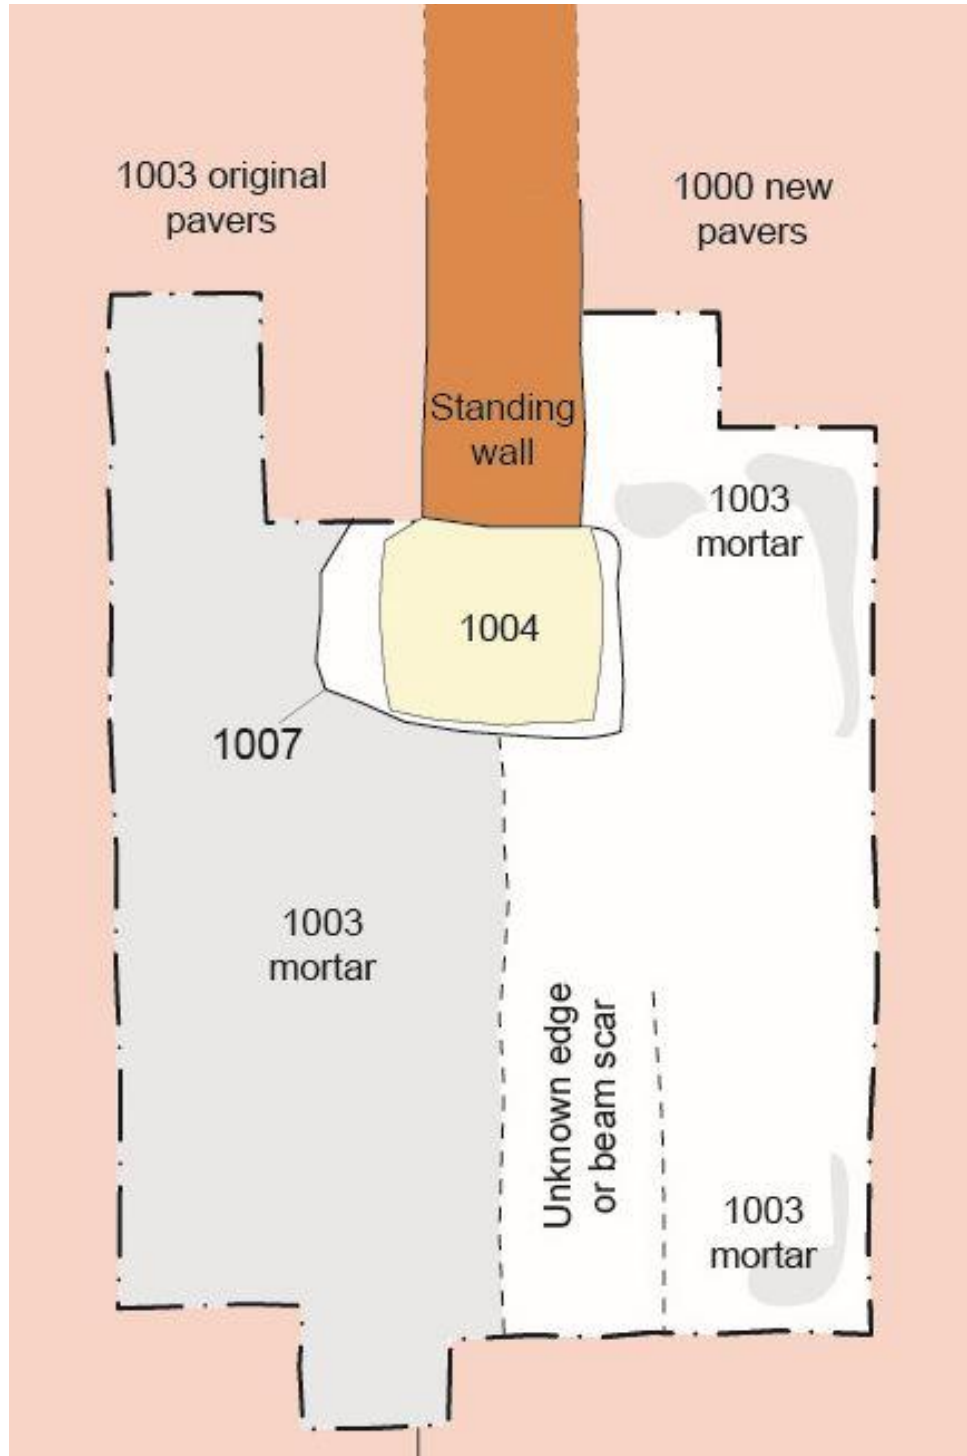 1003 original
pavers
1000 new
pavers
Standing
wall
1003
mortar
1004
1007
1003
mortar
Unknown edge
or beam scar
1003
mortar